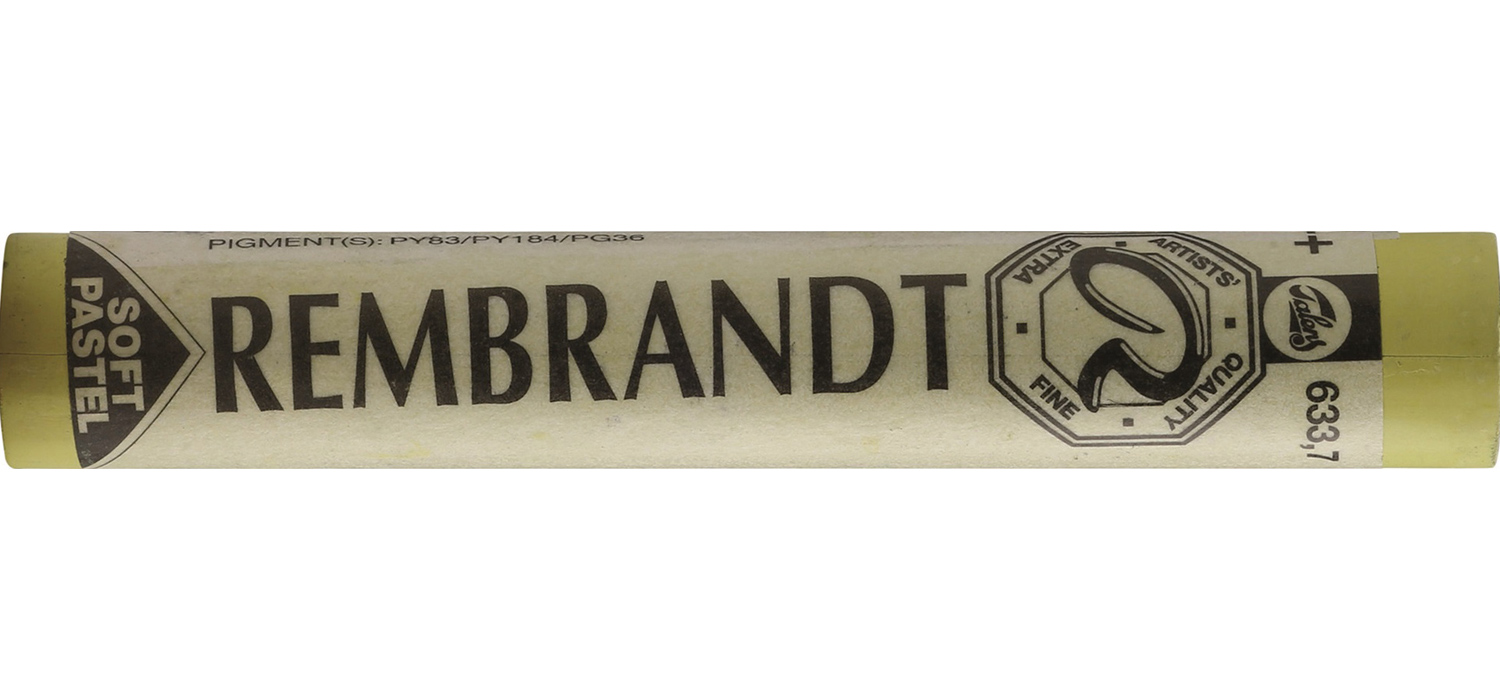 PIGMENT(S): PY83/PY184/PG36
SOFT
PASTEL
REMBRANDT
EXTRA
FINE
ARTISTS'
QUALITY
R
++
Talens
633,7